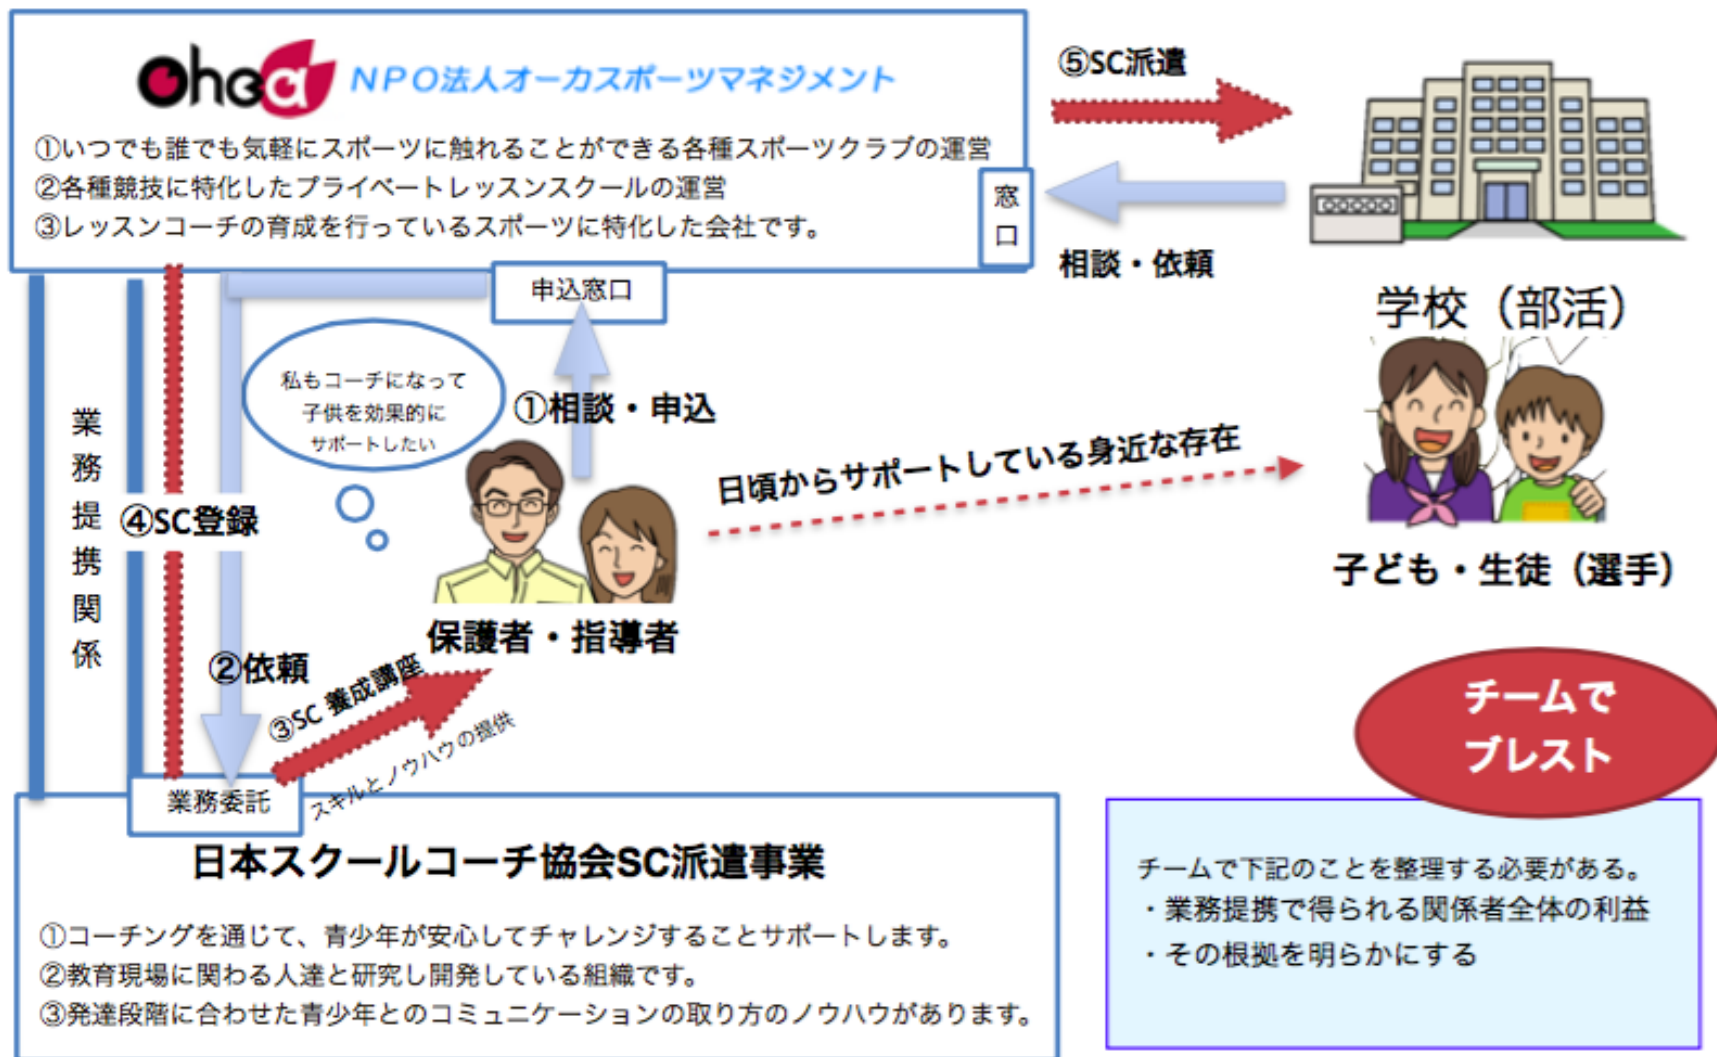 ohea NPO法人オーカスポーツマネジメント
①いつでも誰でも気軽にスポーツに触れることができる各種スポーツクラブの運営
②各種競技に特化したプライベートレッスンスクールの運営
③レッスンコーチの育成を行っているスポーツに特化した会社です。
窓口
⑤SC派遣
相談・依頼
学校（部活）
申込窓口
私もコーチになって
子供を効果的に
サポートしたい
①相談・申込
業務提携関係
④SC登録
②依頼
③SC 養成講座
スキルとノウハウの提供
保護者・指導者
日頃からサポートしている身近な存在
子ども・生徒（選手）
業務委託
日本スクールコーチ協会SC派遣事業
①コーチングを通じて、青少年が安心してチャレンジすることサポートします。
②教育現場に関わる人達と研究し開発している組織です。
③発達段階に合わせた青少年とのコミュニケーションの取り方のノウハウがあります。
チームで
ブレスト
チームで下記のことを整理する必要がある。
・業務提携で得られる関係者全体の利益
・その根拠を明らかにする